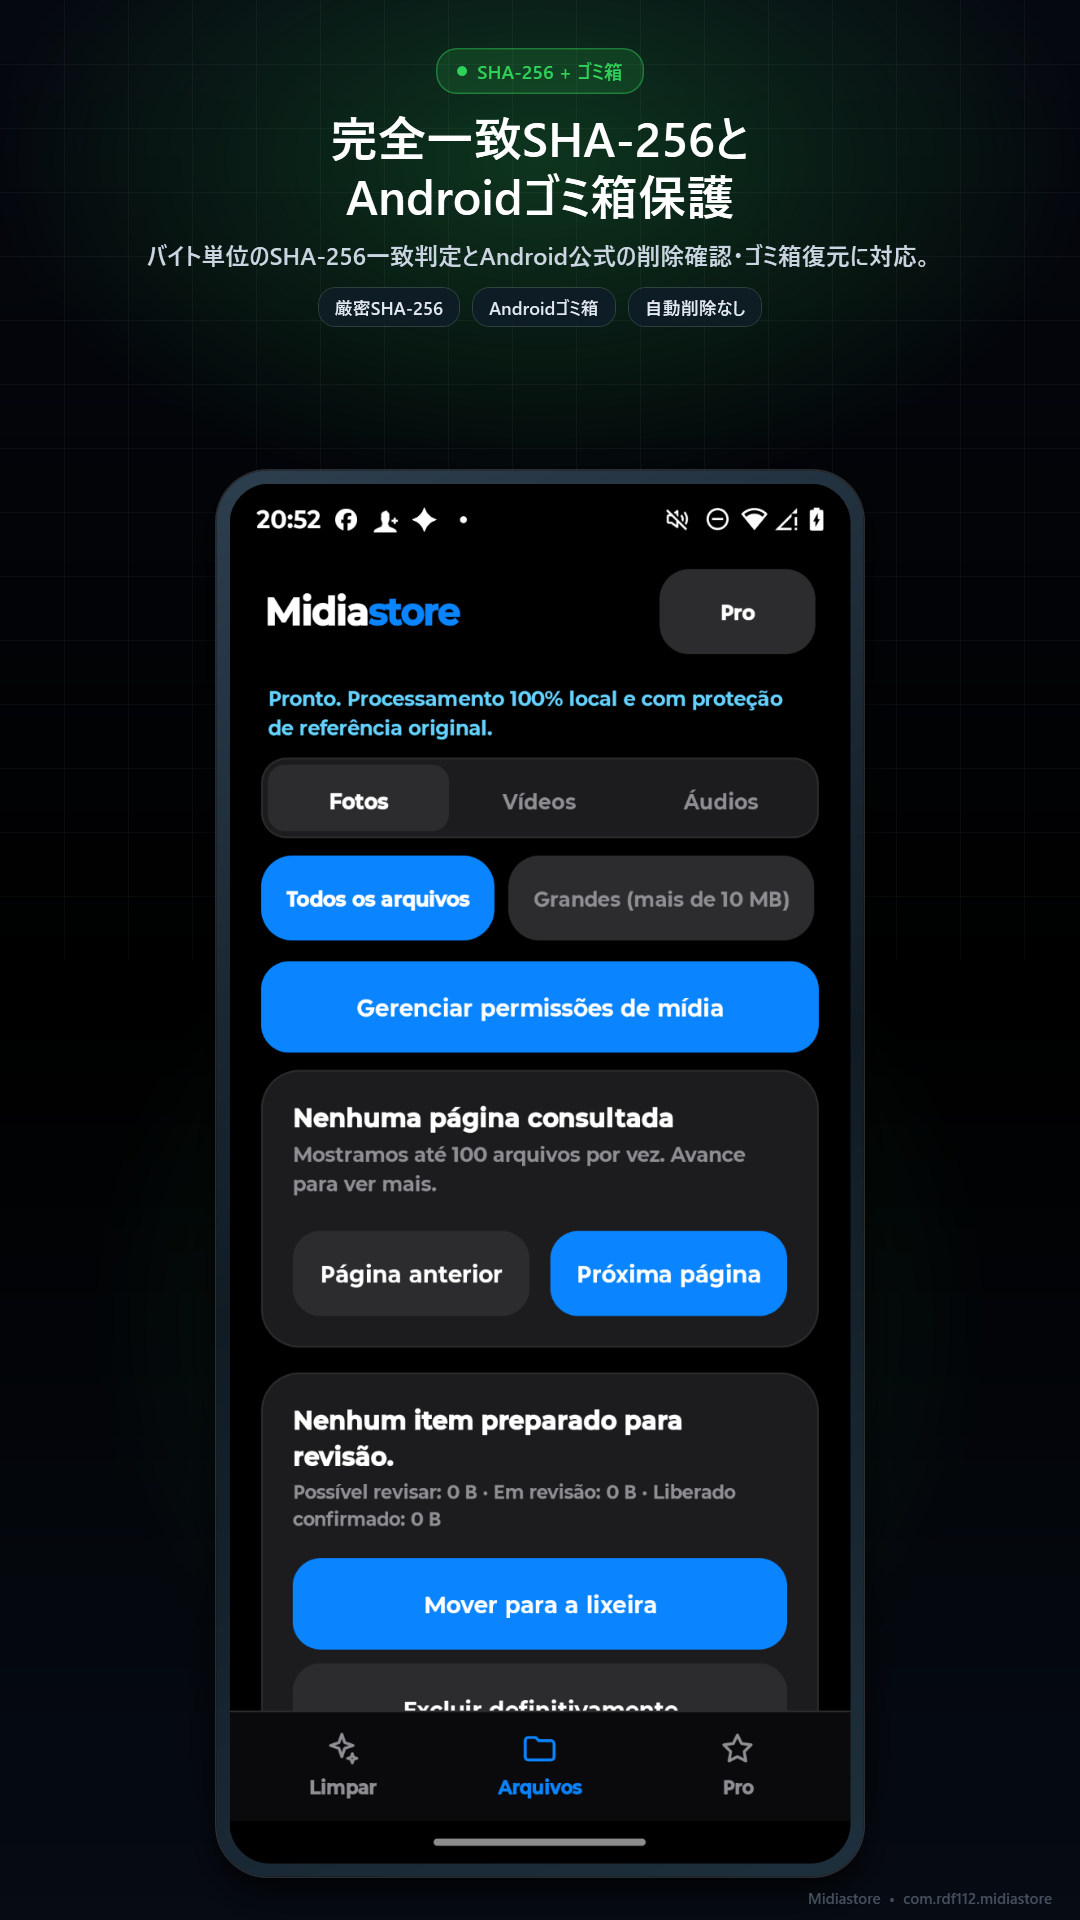 SHA-256 + ゴミ箱
完全一致SHA-256と
Androidゴミ箱保護
バイト単位のSHA-256一致判定とAndroid公式の削除確認・ゴミ箱復元に対応。
厳密SHA-256 Androidゴミ箱 自動削除なし
20:52
Midiastore
Pro
Pronto. Processamento 100% local e com proteção
de referência original.
Fotos Vídeos Áudios
Todos os arquivos Grandes (mais de 10 MB)
Gerenciar permissões de mídia
Nenhuma página consultada
Mostramos até 100 arquivos por vez. Avance
para ver mais.
Página anterior Próxima página
Nenhum item preparado para
revisão.
Possível revisar: 0 B · Em revisão: 0 B · Liberado
confirmado: 0 B
Mover para a lixeira
Excluir definitivamente
Limpar Arquivos Pro
Midiastore • com.rdf112.midiastore